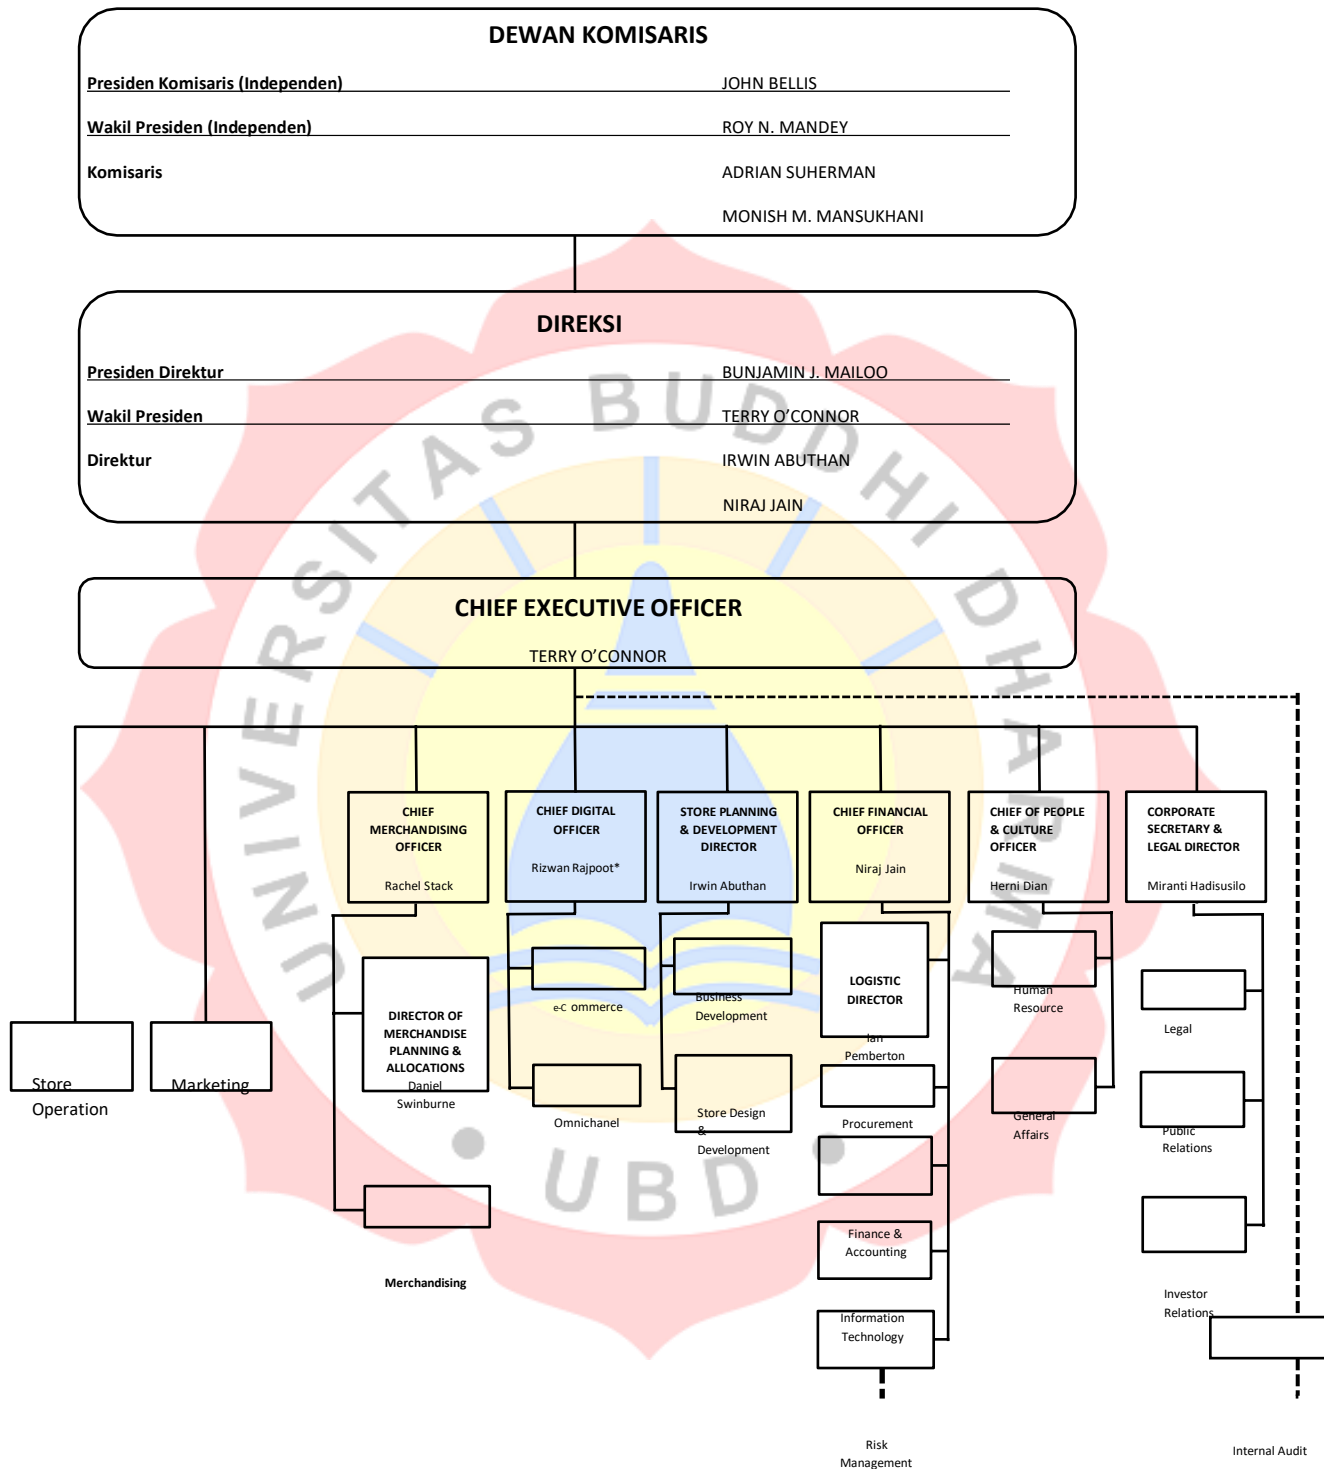 DEWAN KOMISARIS
Presiden Komisaris (Independen) JOHN BELLIS
Wakil Presiden (Independen) ROY N. MANDEY
Komisaris ADRIAN SUHERMAN
MONISH M. MANSUKHANI
DIREKSI
Presiden Direktur BUNJAMIN J. MAILOO
Wakil Presiden TERRY O’CONNOR
Direktur IRWIN ABUTHAN
NIRAJ JAIN
CHIEF EXECUTIVE OFFICER
TERRY O’CONNOR
CHIEF
MERCHANDISING
OFFICER
Rachel Stack
CHIEF DIGITAL
OFFICER
Rizwan Rajpoot*
STORE PLANNING
& DEVELOPMENT
DIRECTOR
Irwin Abuthan
CHIEF FINANCIAL
OFFICER
Niraj Jain
CHIEF OF PEOPLE
& CULTURE
OFFICER
Herni Dian
CORPORATE
SECRETARY &
LEGAL DIRECTOR
Miranti Hadisusilo
Store
Operation
Marketing
DIRECTOR OF
MERCHANDISE
PLANNING &
ALLOCATIONS
Daniel
Swinburne
Merchandising
e-C ommerce
Omnichanel
Business
Development
Store Design
&
Development
LOGISTIC
DIRECTOR
Ian
Pemberton
Procurement
Finance &
Accounting
Information
Technology
Risk
Management
Human
Resource
General
Affairs
Legal
Public
Relations
Investor
Relations
Internal Audit
UNIVERSITAS BUDDHI DHARMA
• UBD •